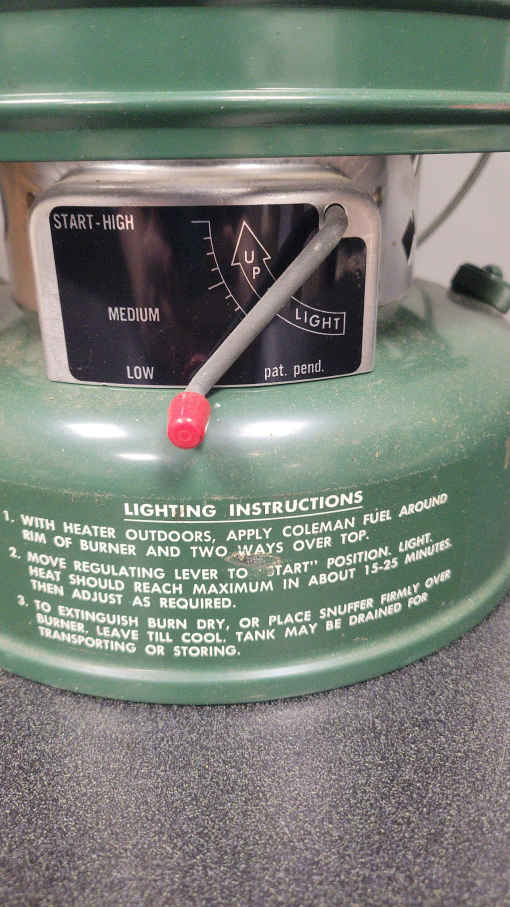 START-HIGH
UP
LIGHT
MEDIUM
LOW
pat. pend.
LIGHTING INSTRUCTIONS
1. WITH HEATER OUTDOORS, APPLY COLEMAN FUEL AROUND
RIM OF BURNER AND TWO WAYS OVER TOP.
2. MOVE REGULATING LEVER TO START" POSITION. LIGHT.
HEAT SHOULD REACH MAXIMUM IN ABOUT 15-25 MINUTES.
THEN ADJUST AS REQUIRED.
3. TO EXTINGUISH BURN DRY, OR PLACE SNUFFER FIRMLY OVER
BURNER, LEAVE TILL COOL. TANK MAY BE DRAINED FOR
TRANSPORTING OR STORING.